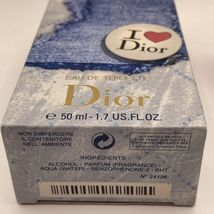 I ❤ Dior
EAU DE TOILETTE
Dior
e 50 ml-1.7 US.FL.OZ.
NON DISPERDERE
IL CONTENITORE
NELL'AMBIENTE
INGREDIENTS
ALCOHOL - PARFUM (FRAGRANCE) -
AQUA (WATER) - BENZOPHENONE-2 - BHT
N° 24126